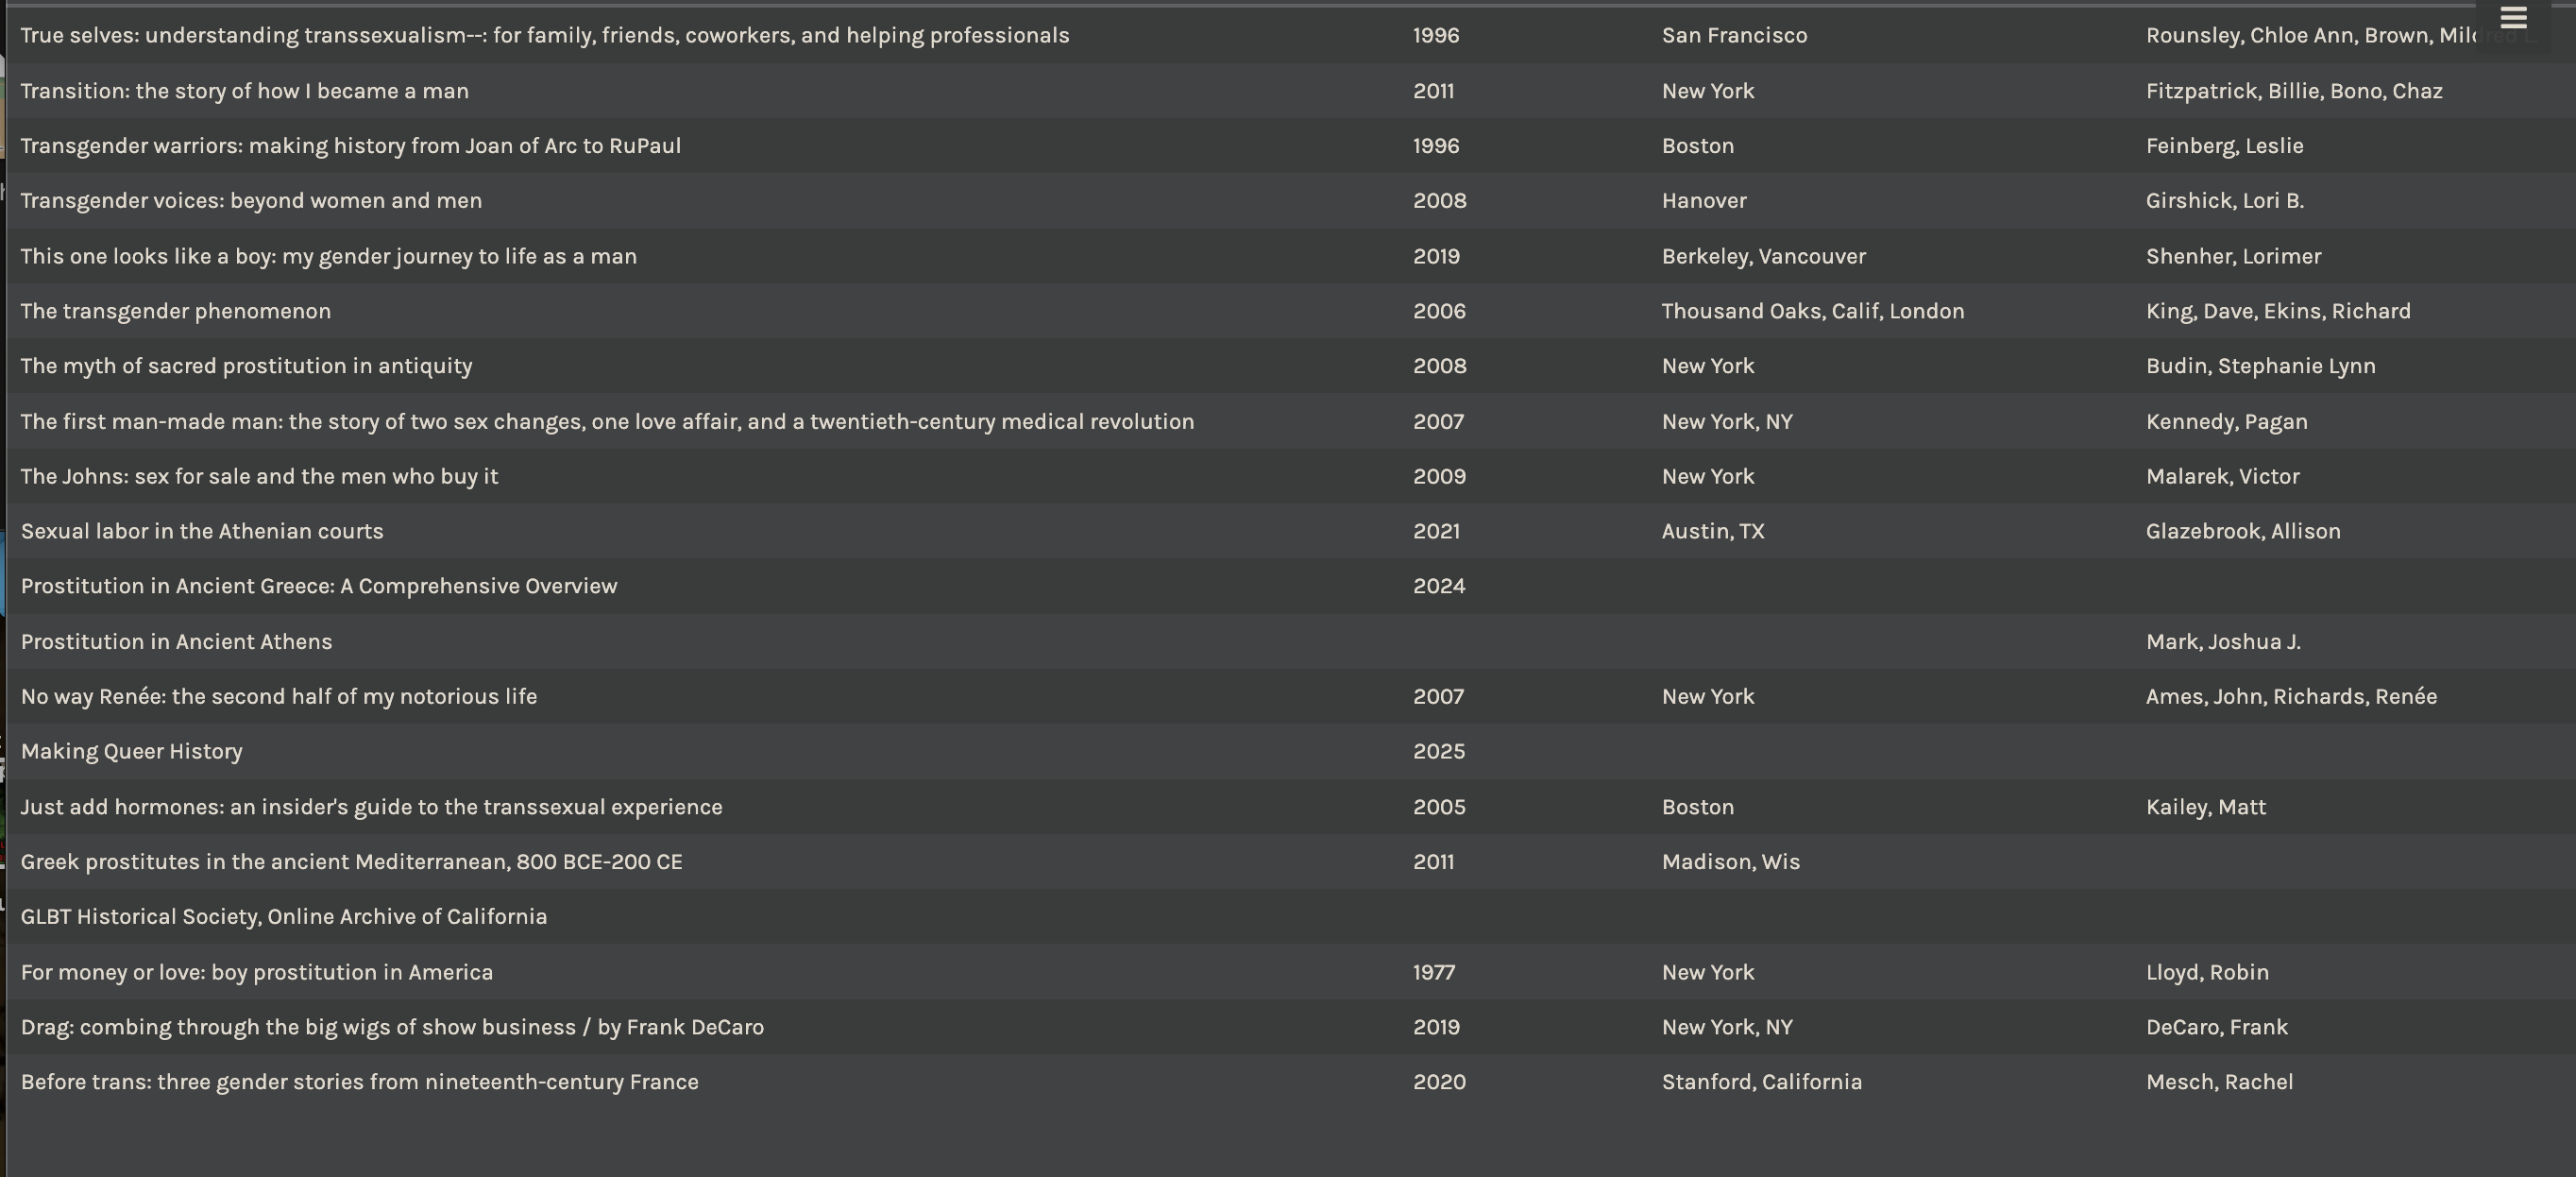 True selves: understanding transsexualism--: for family, friends, coworkers, and helping professionals 1996 San Francisco Rounsley, Chloe Ann, Brown, Mildred L.
Transition: the story of how I became a man 2011 New York Fitzpatrick, Billie, Bono, Chaz
Transgender warriors: making history from Joan of Arc to RuPaul 1996 Boston Feinberg, Leslie
Transgender voices: beyond women and men 2008 Hanover Girshick, Lori B.
This one looks like a boy: my gender journey to life as a man 2019 Berkeley, Vancouver Shenher, Lorimer
The transgender phenomenon 2006 Thousand Oaks, Calif, London King, Dave, Ekins, Richard
The myth of sacred prostitution in antiquity 2008 New York Budin, Stephanie Lynn
The first man-made man: the story of two sex changes, one love affair, and a twentieth-century medical revolution 2007 New York, NY Kennedy, Pagan
The Johns: sex for sale and the men who buy it 2009 New York Malarek, Victor
Sexual labor in the Athenian courts 2021 Austin, TX Glazebrook, Allison
Prostitution in Ancient Greece: A Comprehensive Overview 2024
Prostitution in Ancient Athens Mark, Joshua J.
No way Renée: the second half of my notorious life 2007 New York Ames, John, Richards, Renée
Making Queer History 2025
Just add hormones: an insider's guide to the transsexual experience 2005 Boston Kailey, Matt
Greek prostitutes in the ancient Mediterranean, 800 BCE-200 CE 2011 Madison, Wis
GLBT Historical Society, Online Archive of California
For money or love: boy prostitution in America 1977 New York Lloyd, Robin
Drag: combing through the big wigs of show business / by Frank DeCaro 2019 New York, NY DeCaro, Frank
Before trans: three gender stories from nineteenth-century France 2020 Stanford, California Mesch, Rachel